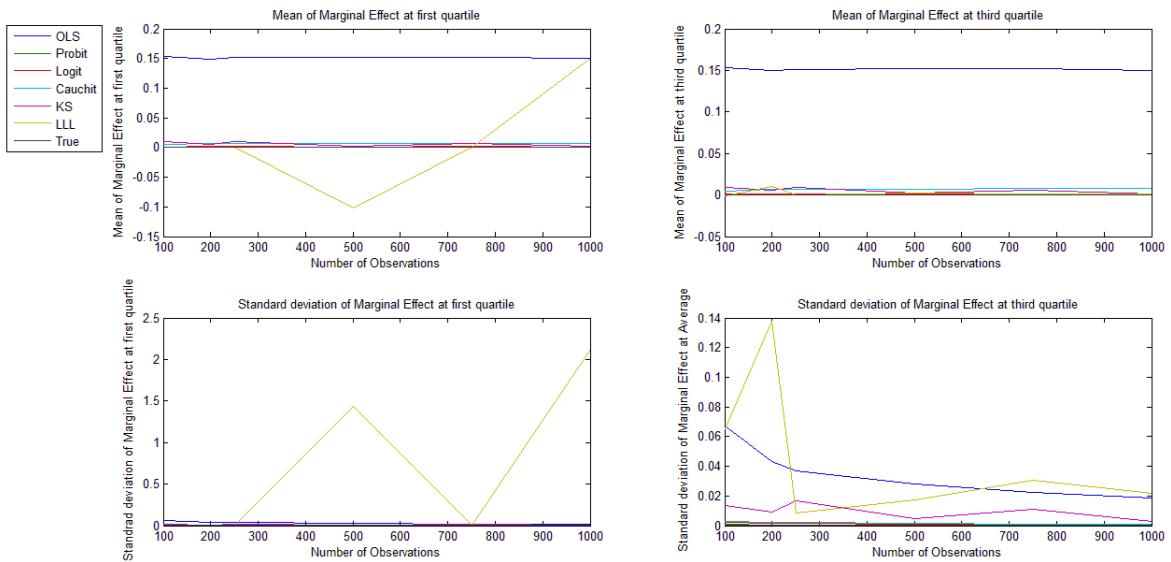 OLS
Probit
Logit
Cauchit
KS
LLL
True
Mean of Marginal Effect at first quartile
Mean of Marginal Effect at first quartile
0.2
0.15
0.1
0.05
0
-0.05
-0.1
-0.15
100 200 300 400 500 600 700 800 900 1000
Number of Observations
Mean of Marginal Effect at third quartile
Mean of Marginal Effect at third quartile
0.2
0.15
0.1
0.05
0
-0.05
100 200 300 400 500 600 700 800 900 1000
Number of Observations
Standard deviation of Marginal Effect at first quartile
Stanrad deviation of Marginal Effect at first quartile
2.5
2
1.5
1
0.5
0
100 200 300 400 500 600 700 800 900 1000
Number of Observations
Standard deviation of Marginal Effect at third quartile
Standard deviation of Marginal Effect at Average
0.14
0.12
0.1
0.08
0.06
0.04
0.02
0
100 200 300 400 500 600 700 800 900 1000
Number of Observations